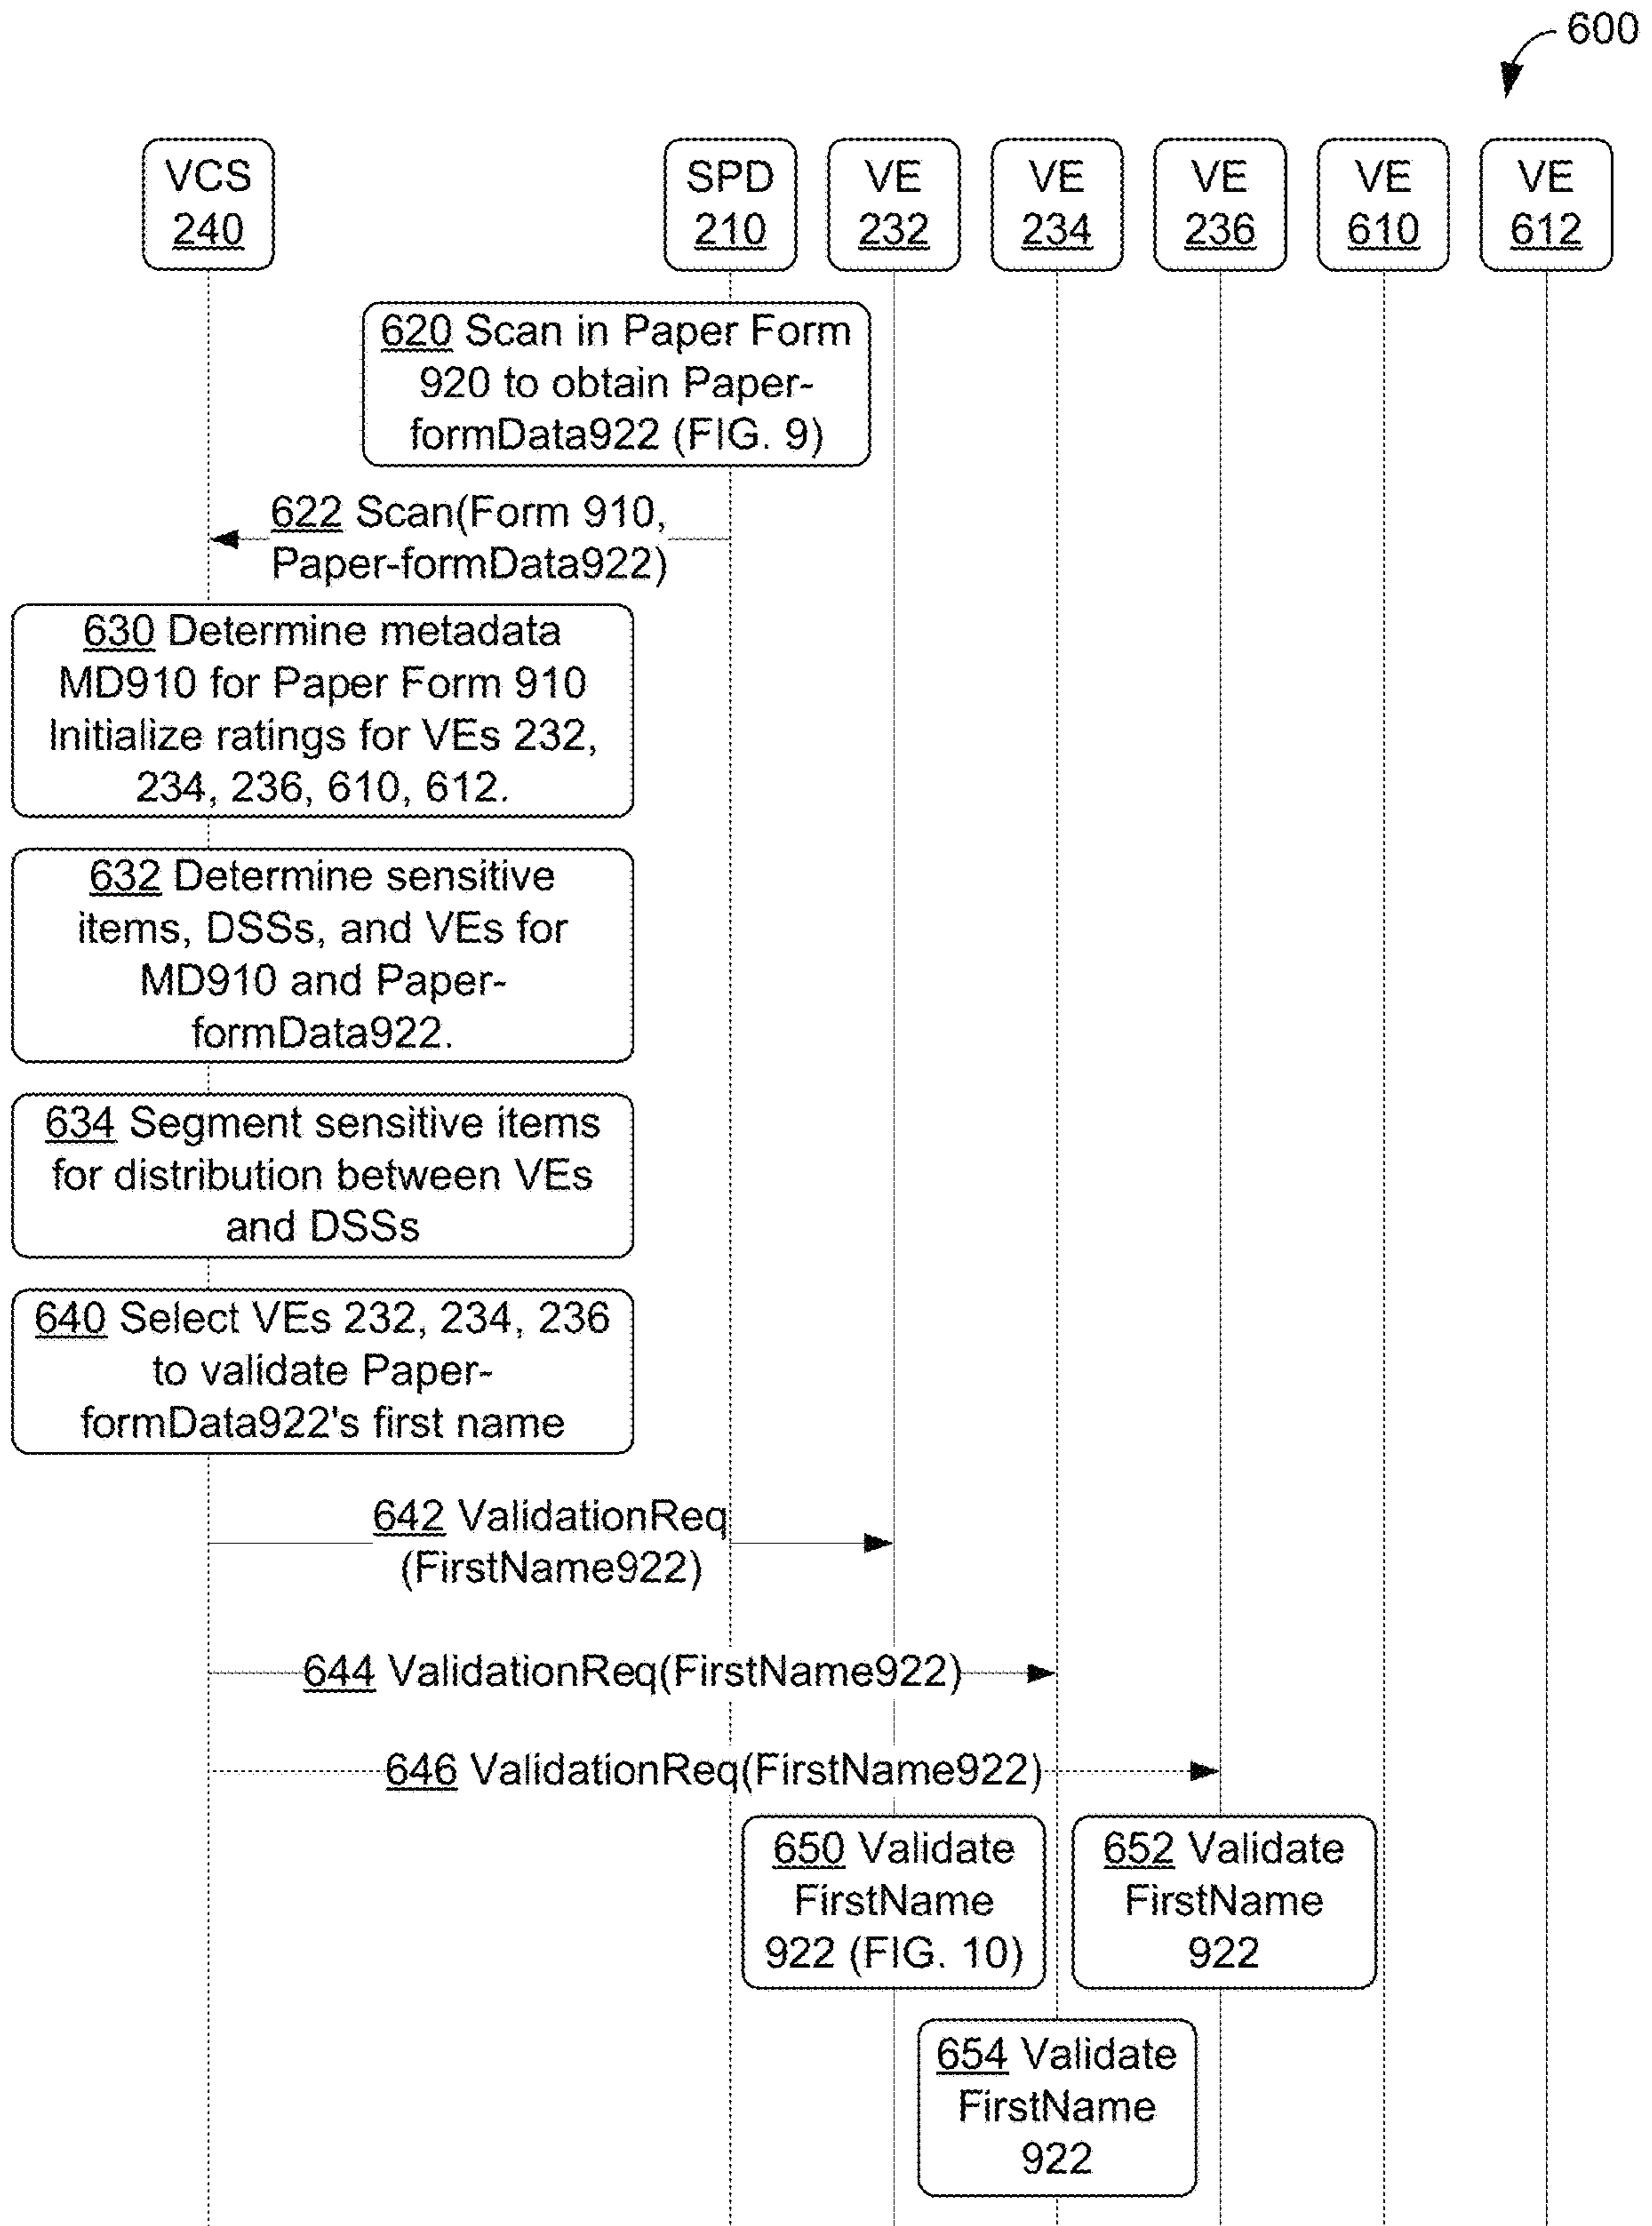 600
VCS
240
SPD
210
VE
232
VE
234
VE
236
VE
610
VE
612
620 Scan in Paper Form
920 to obtain Paper-
formData922 (FIG. 9)
622 Scan(Form 910,
Paper-formData922)
630 Determine metadata
MD910 for Paper Form 910
Initialize ratings for VEs 232,
234, 236, 610, 612.
632 Determine sensitive
items, DSSs, and VEs for
MD910 and Paper-
formData922.
634 Segment sensitive items
for distribution between VEs
and DSSs
640 Select VEs 232, 234, 236
to validate Paper-
formData922's first name
642 ValidationReq
(FirstName922)
644 ValidationReq(FirstName922)
646 ValidationReq(FirstName922)
650 Validate
FirstName
922 (FIG. 10)
652 Validate
FirstName
922
654 Validate
FirstName
922